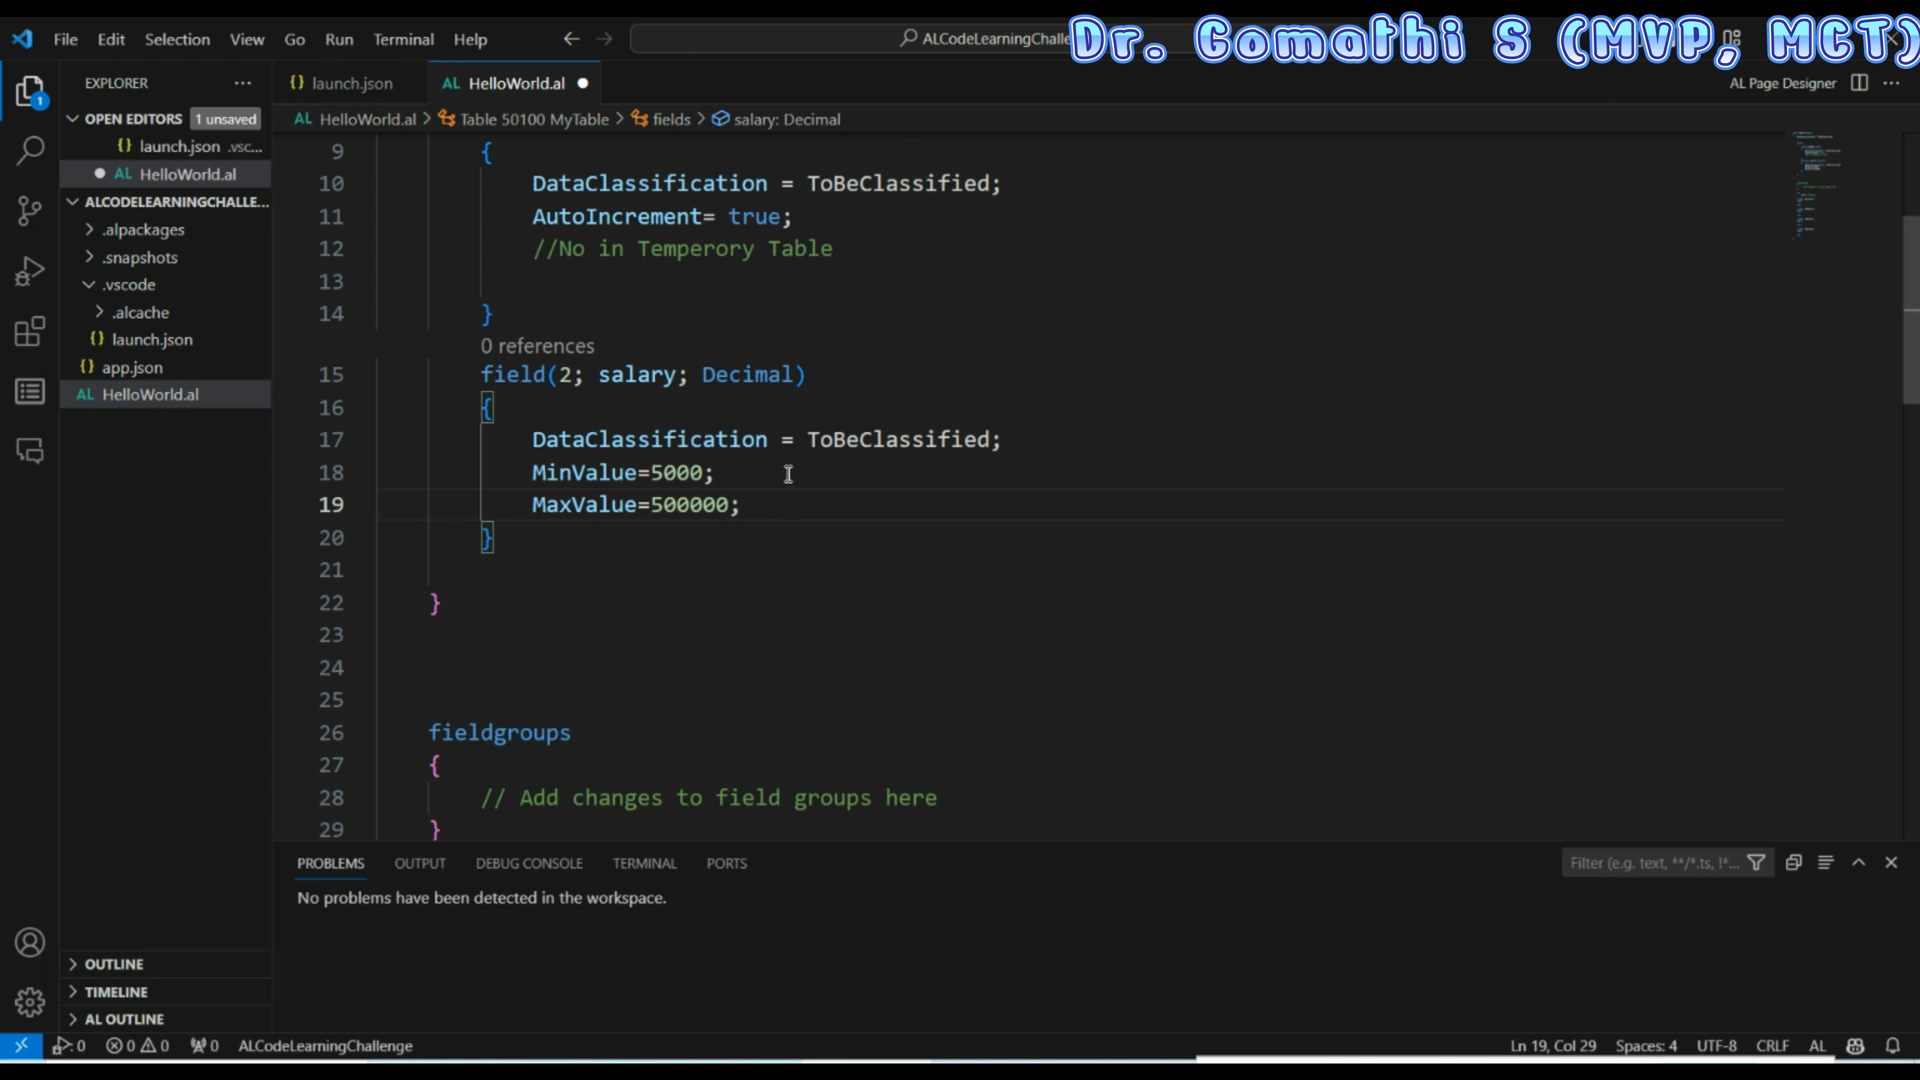 File Edit Selection View Go Run Terminal Help
ALCodeLearningChalle
Dr. Gomathi S (MVP, MCT)
EXPLORER
launch.json
AL HelloWorld.al
AL Page Designer
OPEN EDITORS 1 unsaved
AL HelloWorld.al > Table 50100 MyTable > fields > salary: Decimal
{} launch.json .vsc...
AL HelloWorld.al
ALCODELEARNINGCHALLE...
.alpackages
.snapshots
.vscode
.alcache
{} launch.json
{} app.json
AL HelloWorld.al
1
9 {
10 DataClassification = ToBeClassified;
11 AutoIncrement= true;
12 //No in Temperory Table
13
14 }
0 references
15 field(2; salary; Decimal)
16 {
17 DataClassification = ToBeClassified;
18 MinValue=5000;
19 MaxValue=500000;
20 }
21
22 }
23
24
25
26 fieldgroups
27 {
28 // Add changes to field groups here
29 }
PROBLEMS OUTPUT DEBUG CONSOLE TERMINAL PORTS
Filter (e.g. text, **/*.ts, !*...
No problems have been detected in the workspace.
OUTLINE
TIMELINE
AL OUTLINE
0 0 0 0 ALCodeLearningChallenge
Ln 19, Col 29 Spaces: 4 UTF-8 CRLF AL